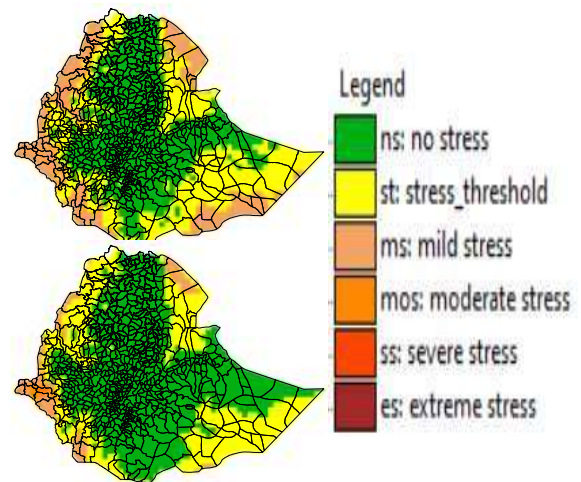 Legend
ns: no stress
st: stress_threshold
ms: mild stress
mos: moderate stress
ss: severe stress
es: extreme stress